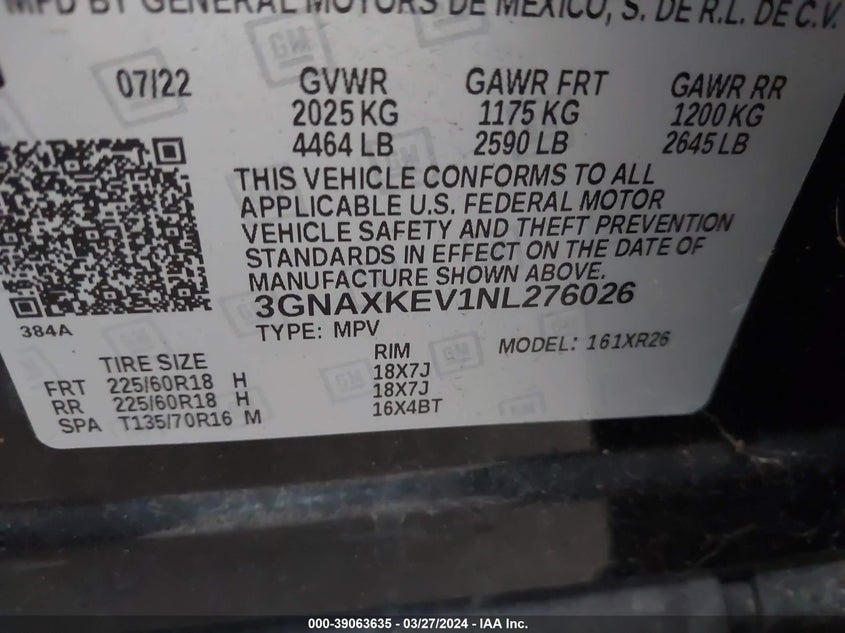 MFD BY GENERAL MOTORS DE MEXICO, S. DE R.L. DE C.V.
07/22 GVWR GAWR FRT GAWR RR
2025 KG 1175 KG 1200 KG
4464 LB 2590 LB 2645 LB
THIS VEHICLE CONFORMS TO ALL
APPLICABLE U.S. FEDERAL MOTOR
VEHICLE SAFETY AND THEFT PREVENTION
STANDARDS IN EFFECT ON THE DATE OF
MANUFACTURE SHOWN ABOVE.
384A 3GNAXKEV1NL276026
TYPE: MPV MODEL: 161XR26
TIRE SIZE RIM
FRT 225/60R18 H 18X7J
RR 225/60R18 H 18X7J
SPA T135/70R16 M 16X4BT
000-39063635 - 03/27/2024 - IAA Inc.